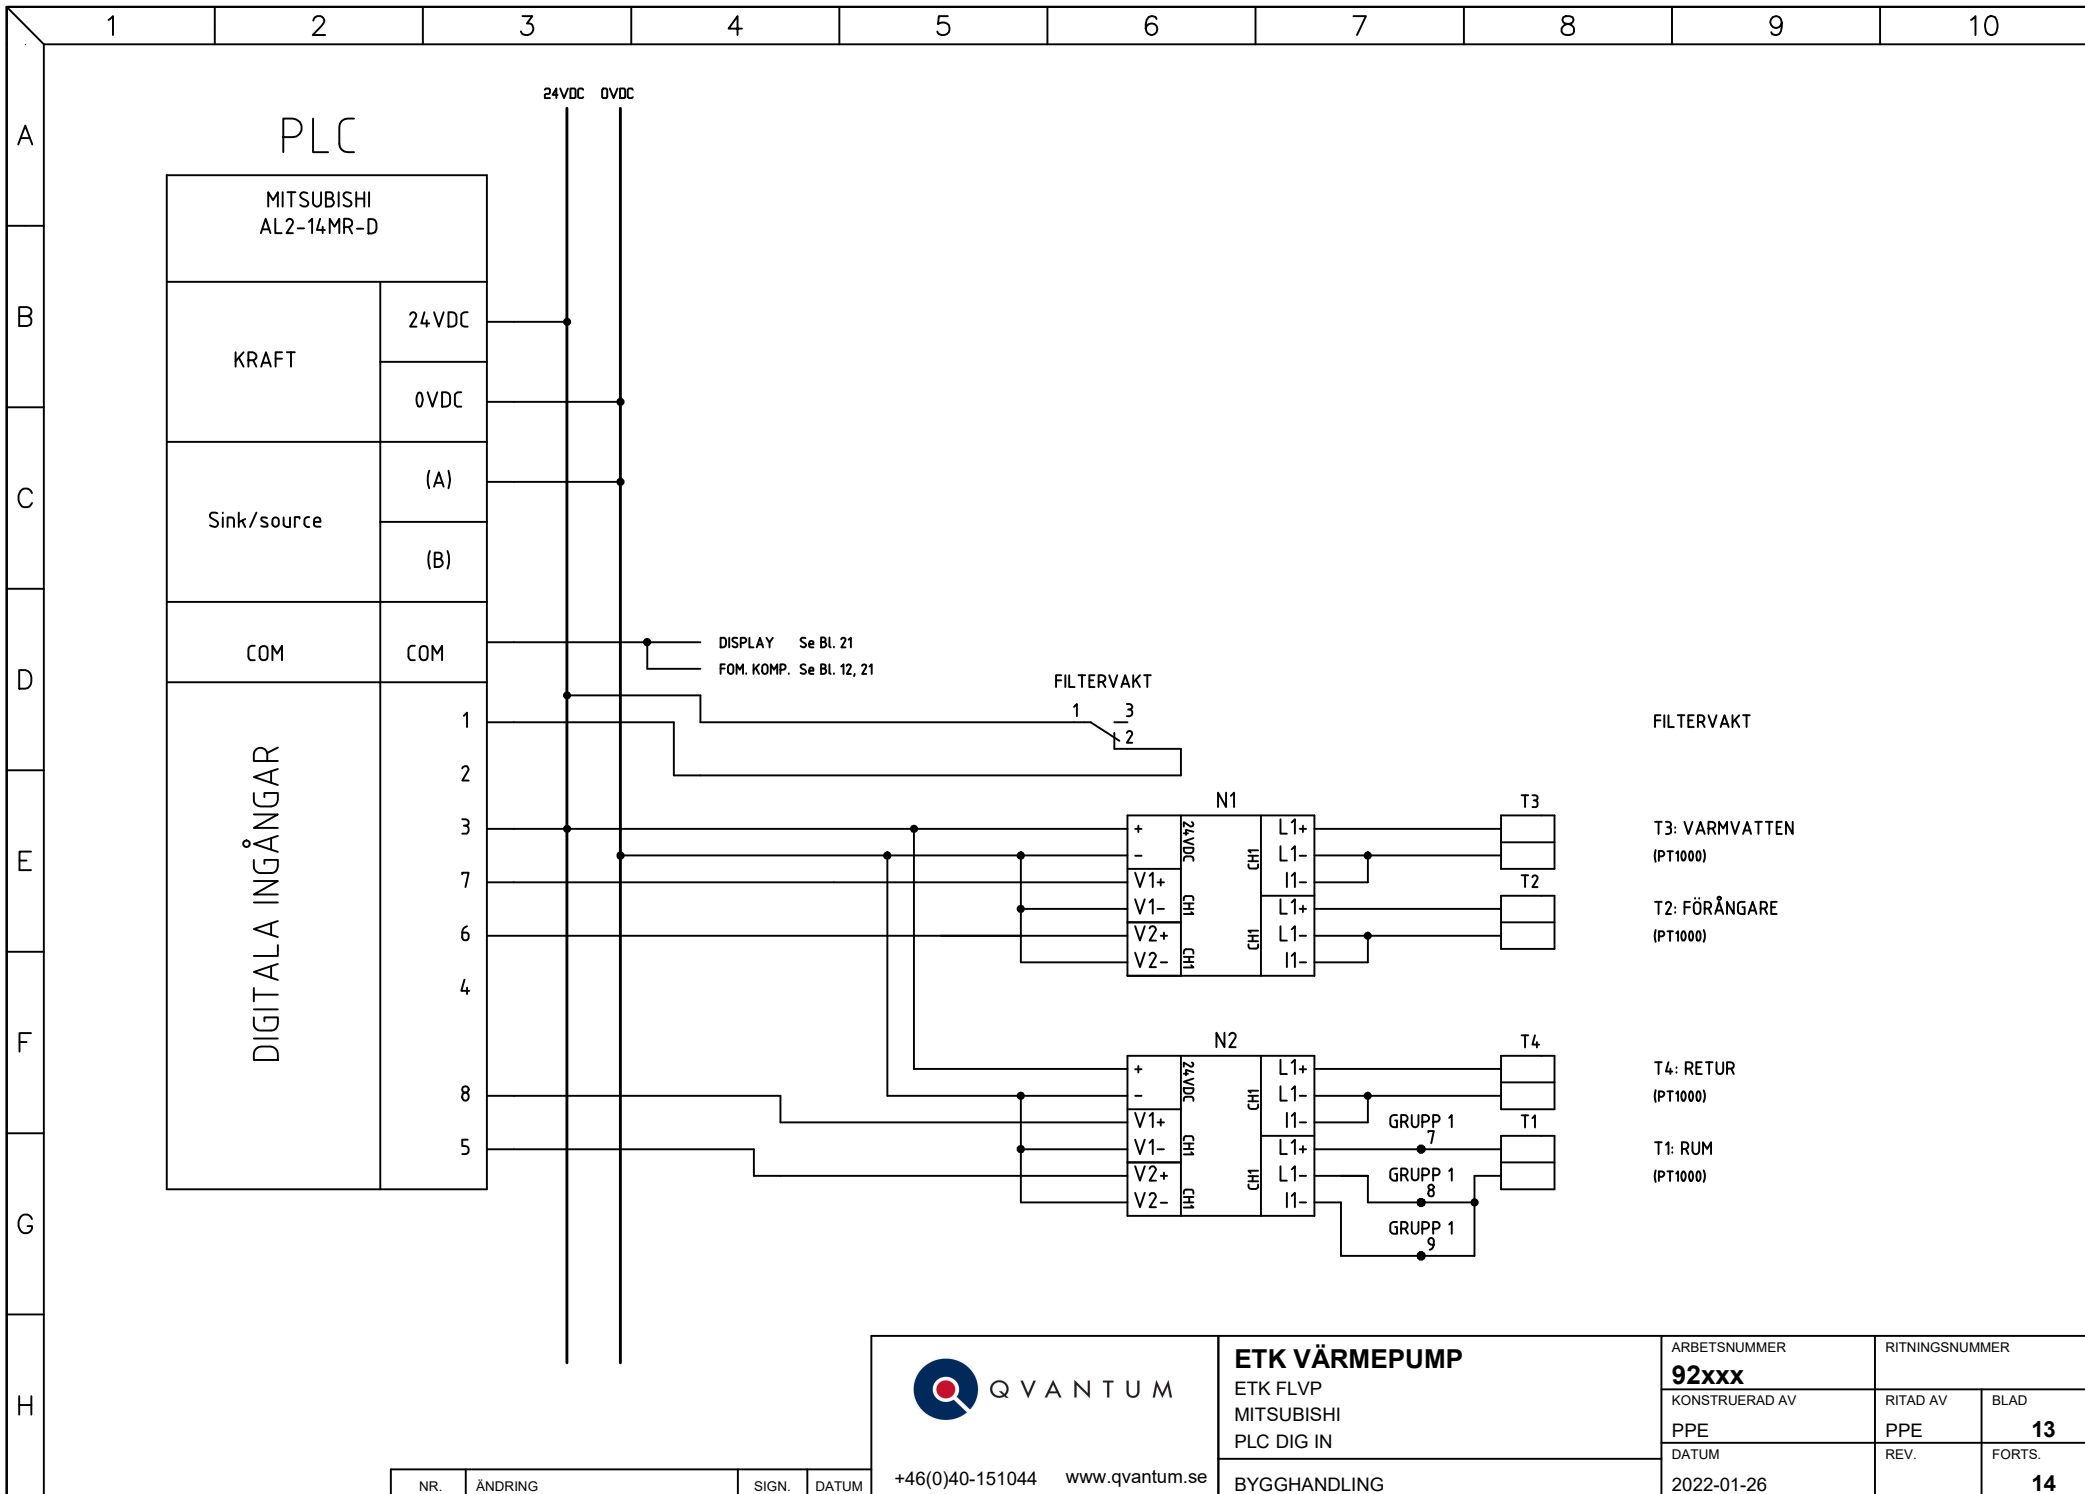 1 2 3 4 5 6 7 8 9 10
A
B
C
D
E
F
G
H
24VDC 0VDC
PLC
MITSUBISHI
AL2-14MR-D
KRAFT
24VDC
0VDC
Sink/source
(A)
(B)
COM
COM
DISPLAY Se Bl. 21
FOM. KOMP. Se Bl. 12, 21
DIGITALA INGÅNGAR
1
2
3
7
6
4
8
5
FILTERVAKT
1 3
2
FILTERVAKT
N1
+
-
V1+
V1-
V2+
V2-
24VDC
CH1
CH1
CH1
CH1
L1+
L1-
I1-
L1+
L1-
I1-
T3
T2
T3: VARMVATTEN
(PT1000)
T2: FÖRÅNGARE
(PT1000)
N2
+
-
V1+
V1-
V2+
V2-
24VDC
CH1
CH1
CH1
CH1
L1+
L1-
I1-
L1+
L1-
I1-
GRUPP 1
7
GRUPP 1
8
GRUPP 1
9
T4
T1
T4: RETUR
(PT1000)
T1: RUM
(PT1000)
NR. ÄNDRING SIGN. DATUM
QVANTUM
+46(0)40-151044 www.qvantum.se
ETK VÄRMEPUMP
ETK FLVP
MITSUBISHI
PLC DIG IN
BYGGHANDLING
ARBETSNUMMER
92xxx
RITNINGSNUMMER
KONSTRUERAD AV
PPE
RITAD AV
PPE
BLAD
13
DATUM
2022-01-26
REV.
FORTS.
14